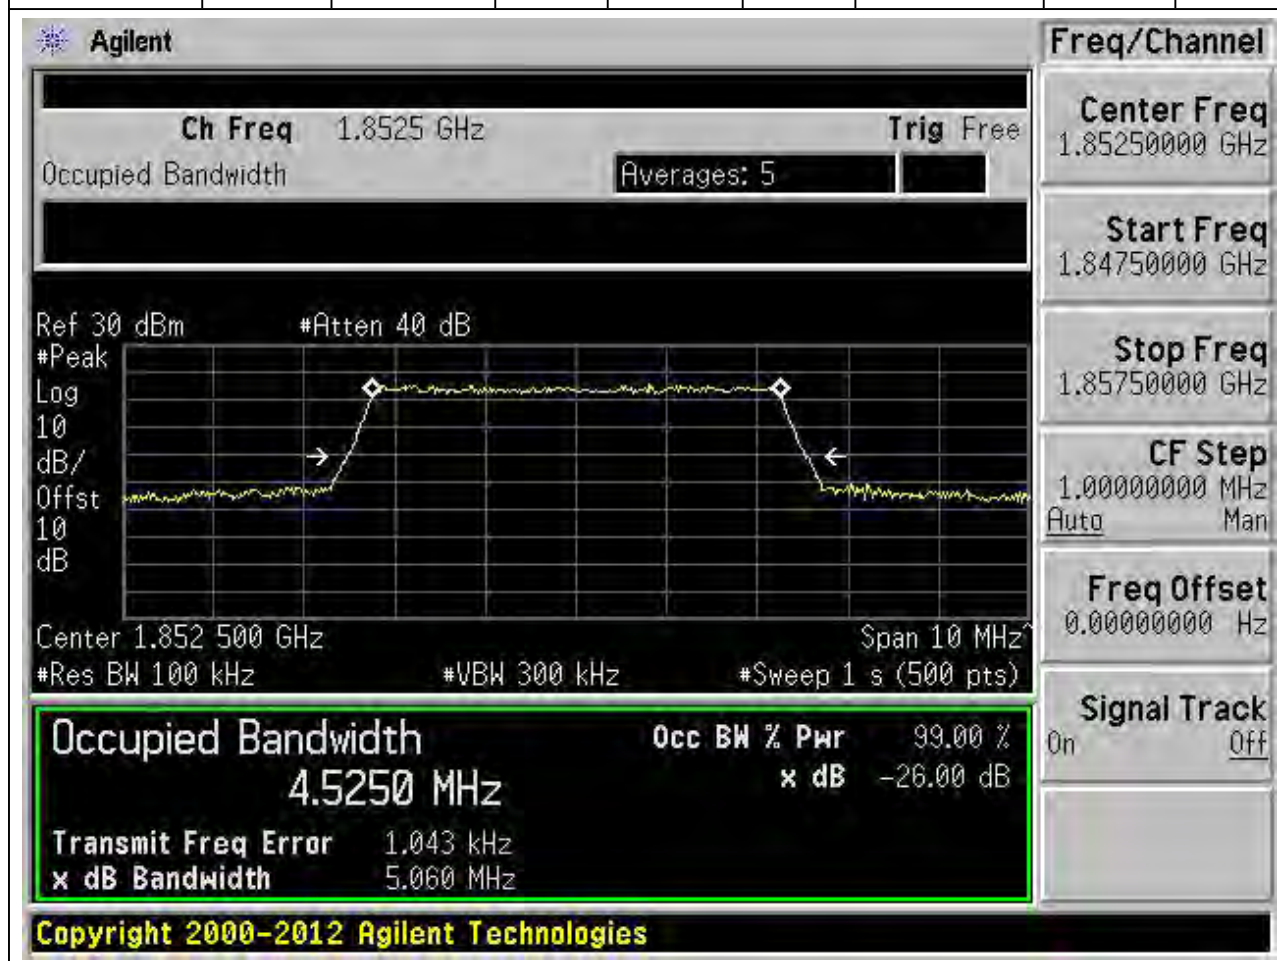 Agilent
Freq/Channel
Ch Freq 1.8525 GHz Trig Free
Occupied Bandwidth Averages: 5
Center Freq
1.85250000 GHz
Start Freq
1.84750000 GHz
Stop Freq
1.85750000 GHz
CF Step
1.00000000 MHz
Auto Man
Freq Offset
0.00000000 Hz
Signal Track
On Off
Ref 30 dBm #Atten 40 dB
#Peak
Log
10
dB/
Offst
10
dB
Center 1.852 500 GHz Span 10 MHz^
#Res BW 100 kHz #VBW 300 kHz #Sweep 1 s (500 pts)
Occupied Bandwidth Occ BW % Pwr 99.00 %
4.5250 MHz x dB -26.00 dB
Transmit Freq Error 1.043 kHz
x dB Bandwidth 5.060 MHz
Copyright 2000-2012 Agilent Technologies